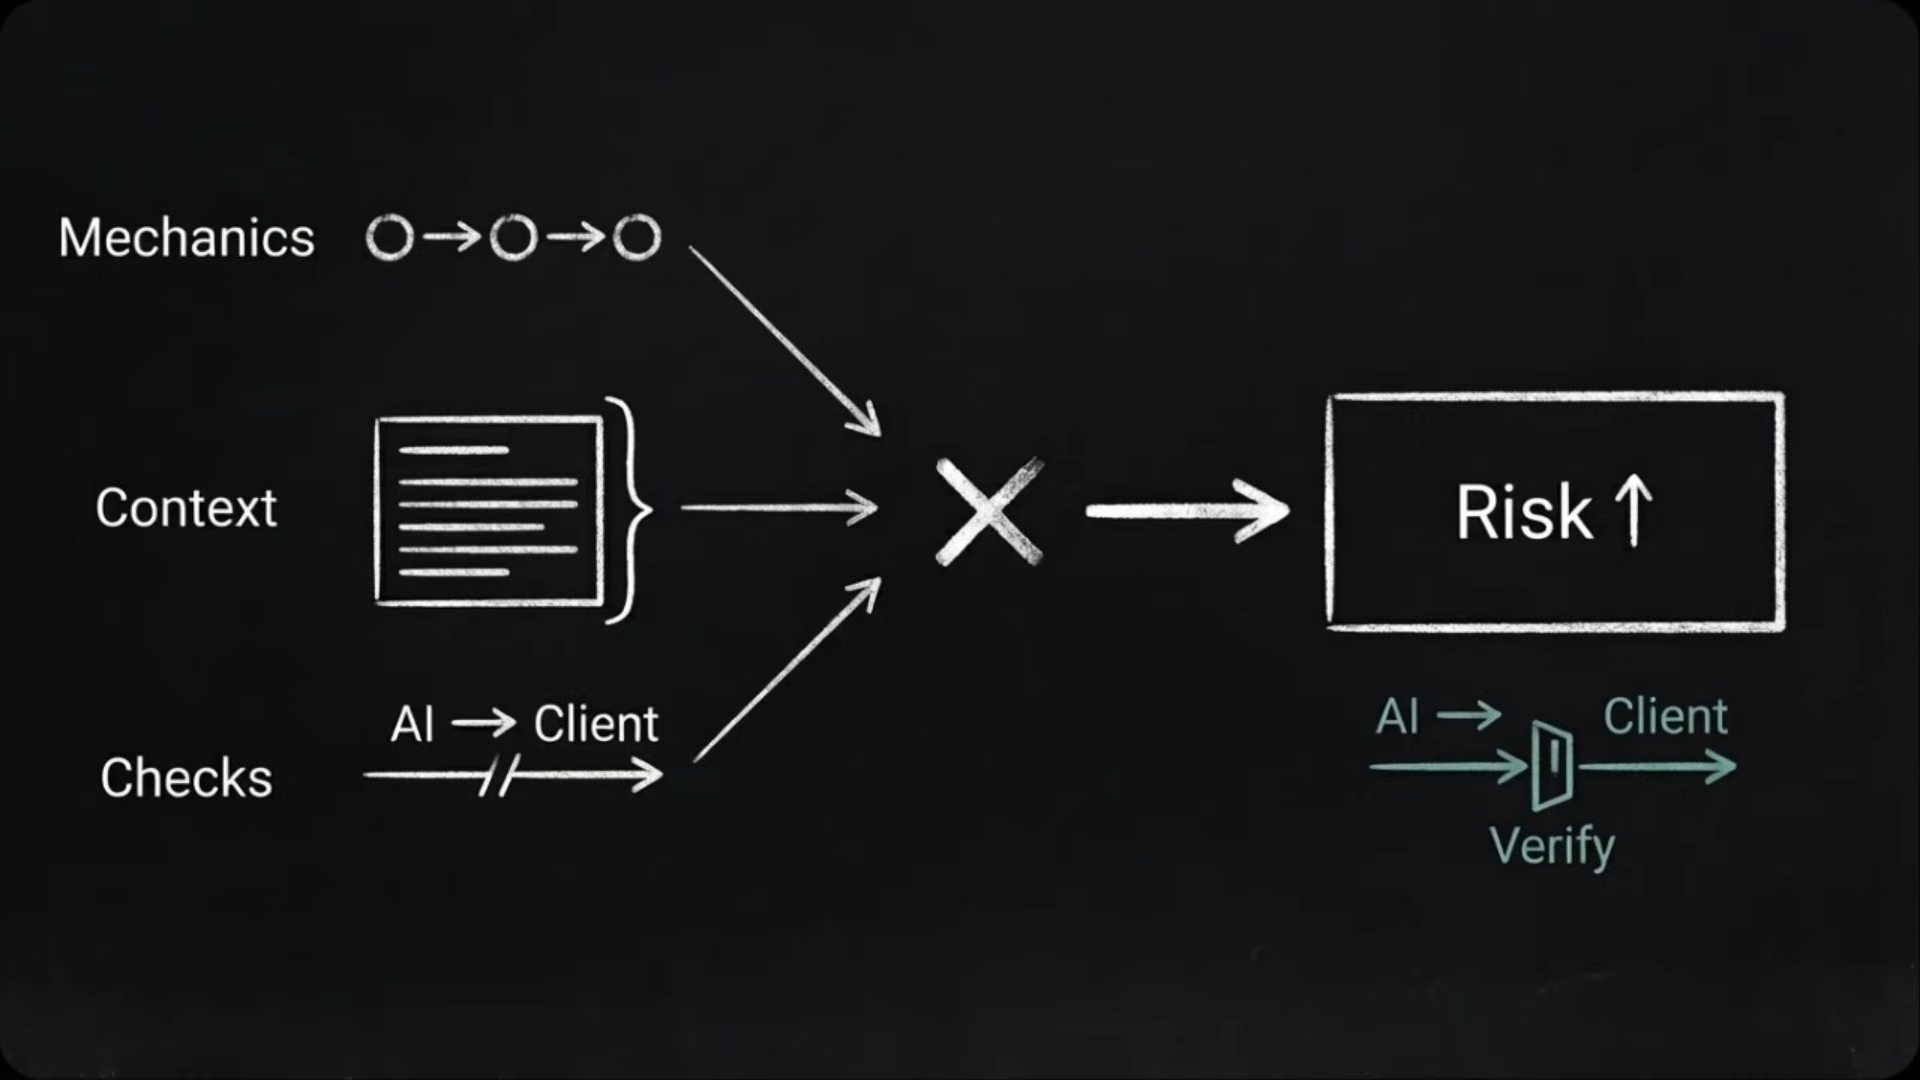 Mechanics
Context
AI → Client
Checks
Risk ↑
AI → Client
Verify